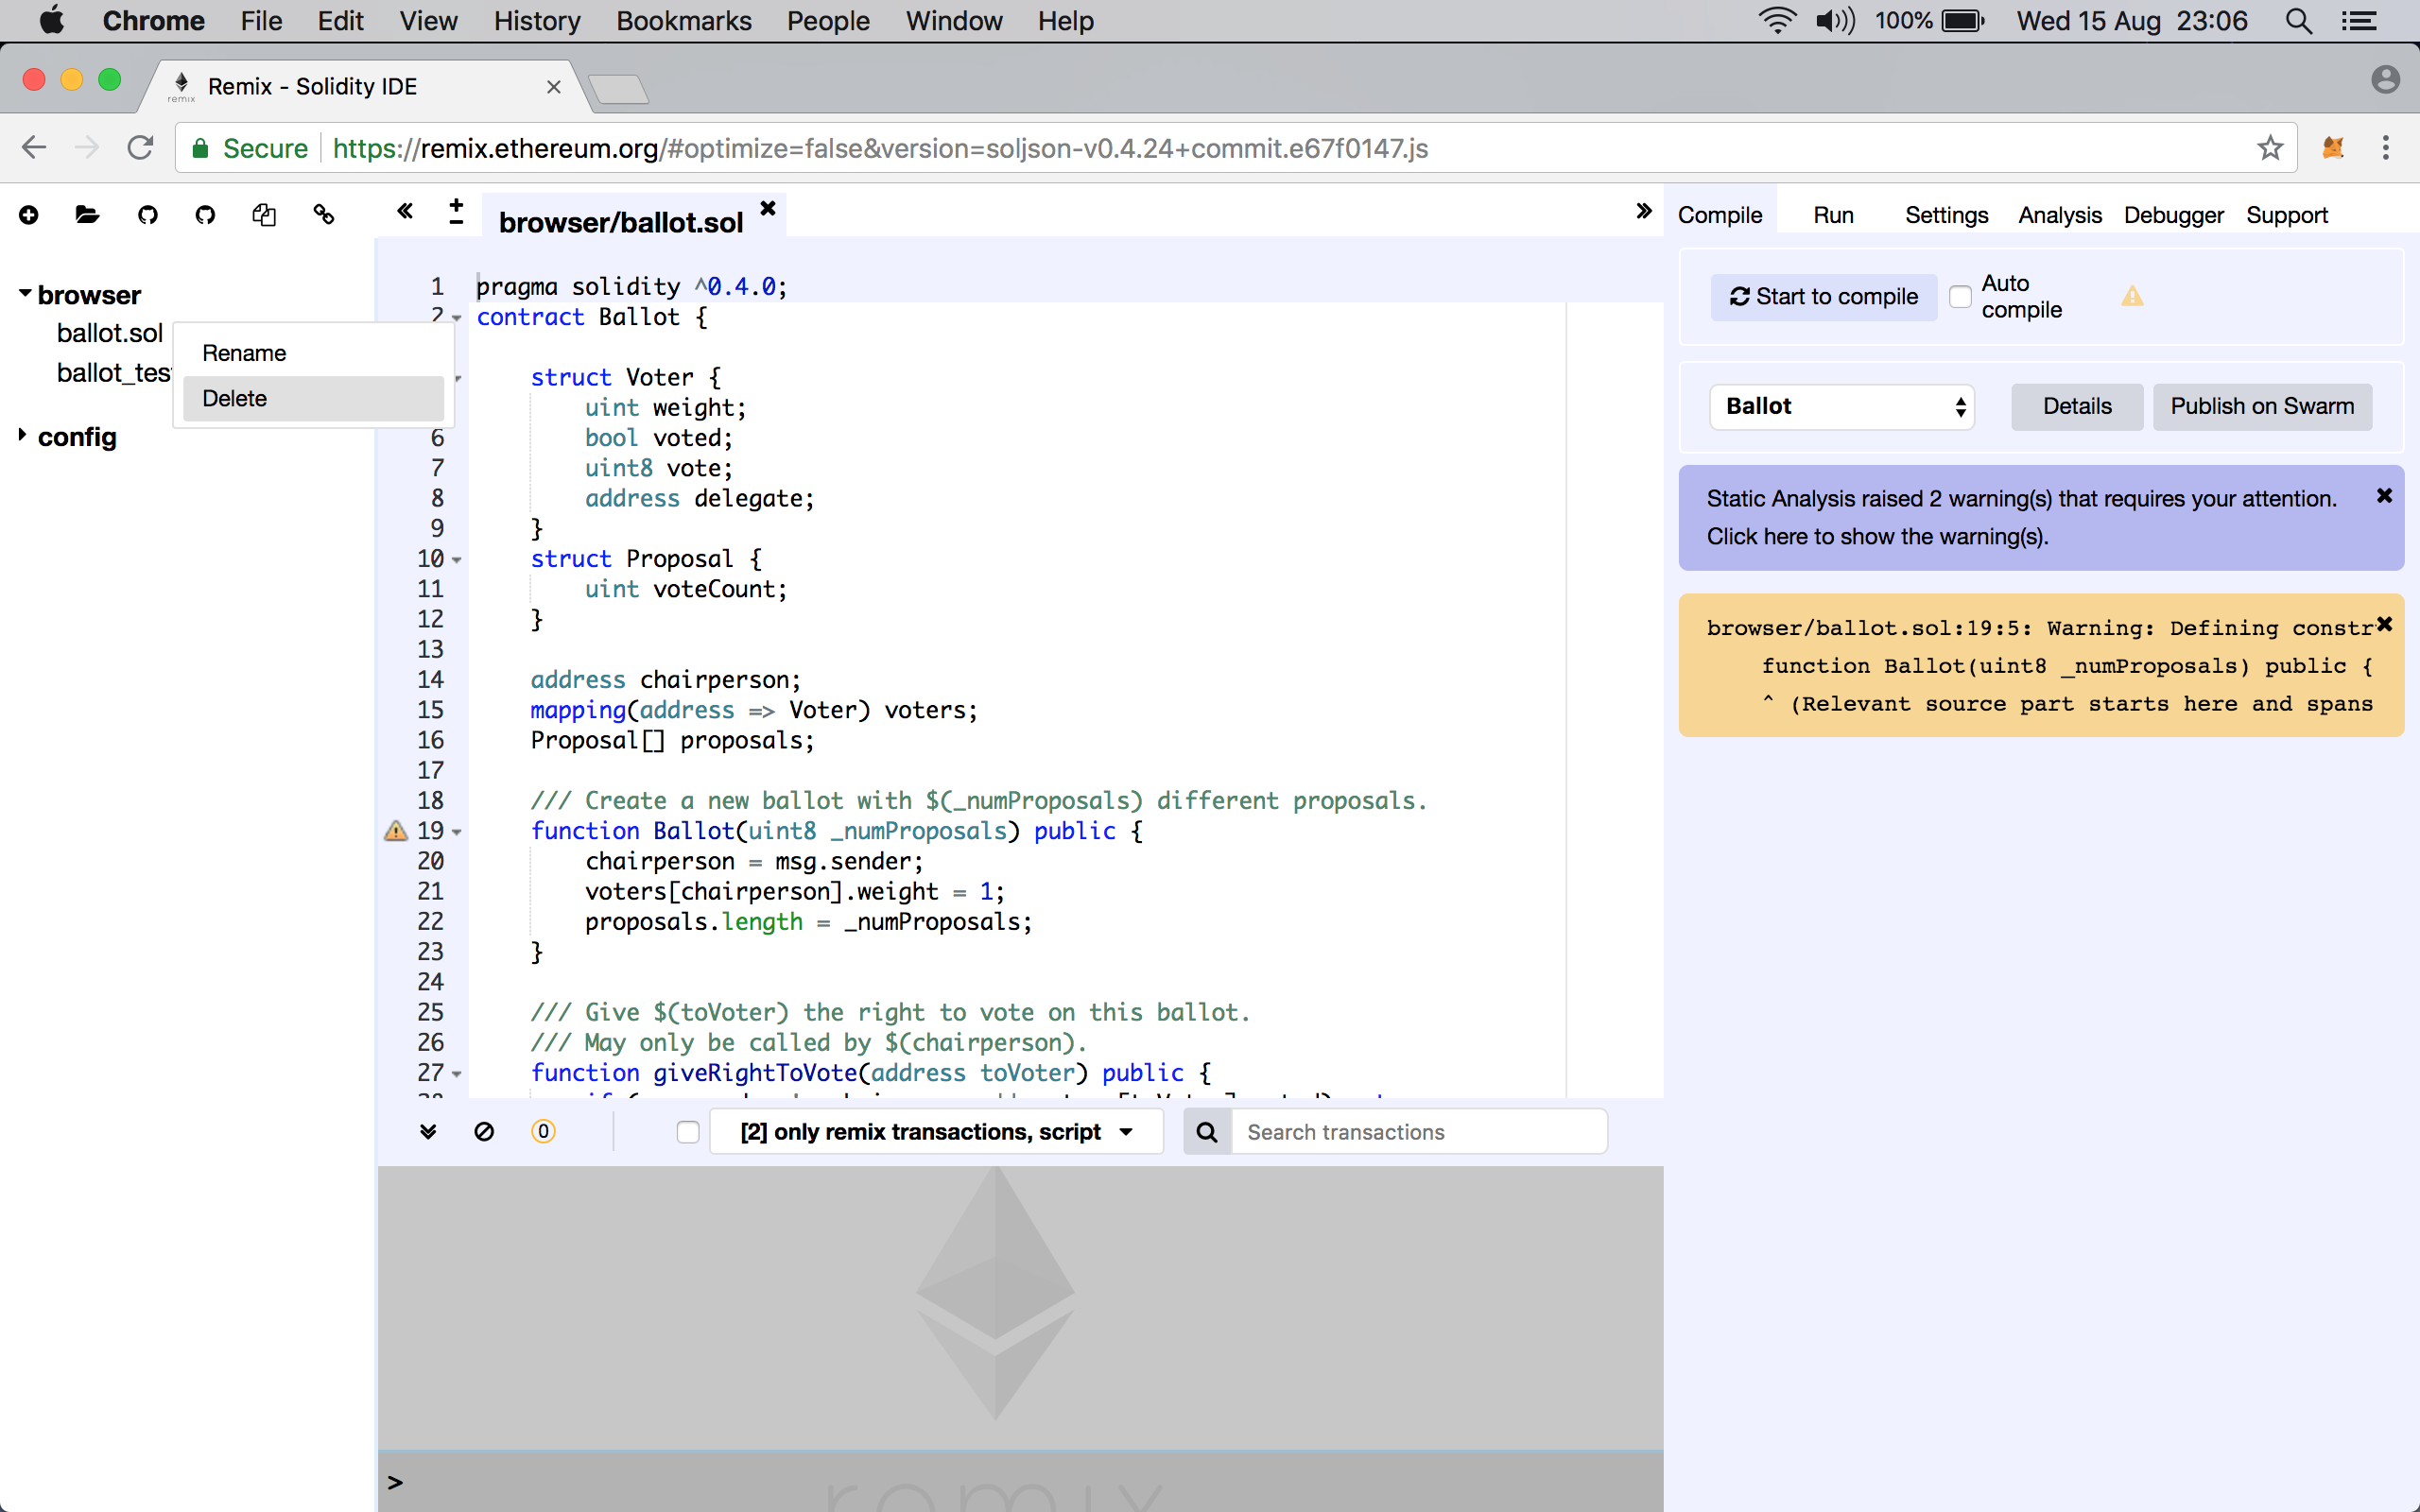 Chrome File Edit View History Bookmarks People Window Help 100% Wed 15 Aug 23:06
remix Remix - Solidity IDE
Secure https://remix.ethereum.org/#optimize=false&version=soljson-v0.4.24+commit.e67f0147.js
browser/ballot.sol
Compile Run Settings Analysis Debugger Support
browser
ballot.sol
ballot_test
config
Rename
Delete
1 pragma solidity ^0.4.0;
2 contract Ballot {
struct Voter {
uint weight;
6 bool voted;
7 uint8 vote;
8 address delegate;
9 }
10 struct Proposal {
11 uint voteCount;
12 }
13
14 address chairperson;
15 mapping(address => Voter) voters;
16 Proposal[] proposals;
17
18 /// Create a new ballot with $(_numProposals) different proposals.
19 function Ballot(uint8 _numProposals) public {
20 chairperson = msg.sender;
21 voters[chairperson].weight = 1;
22 proposals.length = _numProposals;
23 }
24
25 /// Give $(toVoter) the right to vote on this ballot.
26 /// May only be called by $(chairperson).
27 function giveRightToVote(address toVoter) public {
0 [2] only remix transactions, script Search transactions
>
remix
Start to compile Auto compile
Ballot Details Publish on Swarm
Static Analysis raised 2 warning(s) that requires your attention.
Click here to show the warning(s).
browser/ballot.sol:19:5: Warning: Defining constr
function Ballot(uint8 _numProposals) public {
^ (Relevant source part starts here and spans